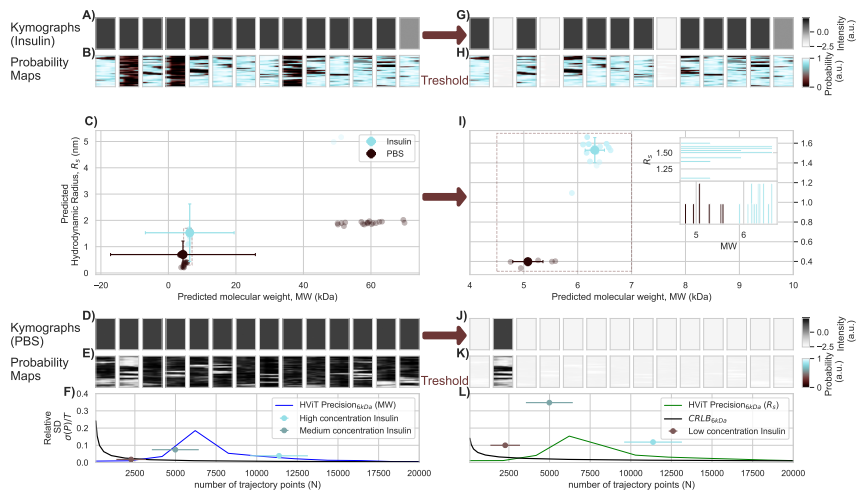 A)
G)
Kymographs
(Insulin)
0.0
−2.5
Intensity
(a.u.)
B)
H)
Probability
Maps
Treshold
1
0
Probability
(a.u.)
C)
I)
Predicted
Hydrodynamic Radius, Rs (nm)
5
4
3
2
1
0
Insulin
PBS
−20
0
20
40
60
Predicted molecular weight, MW (kDa)
Rs
1.50
1.25
5
6
MW
1.6
1.4
1.2
1.0
0.8
0.6
0.4
4
5
6
7
8
9
10
Predicted molecular weight, MW (kDa)
D)
J)
Kymographs
(PBS)
0.0
−2.5
Intensity
(a.u.)
E)
K)
Probability
Maps
Treshold
1
0
Probability
(a.u.)
F)
L)
Relative
SD
σ(P)/T
0.4
0.3
0.2
0.1
0.0
HViT Precision6kDa (MW)
High concentration Insulin
Medium concentration Insulin
2500
5000
7500
10000
12500
15000
17500
20000
number of trajectory points (N)
HViT Precision6kDa (Rs)
CRLB6kDa
Low concentration Insulin
2500
5000
7500
10000
12500
15000
17500
20000
number of trajectory points (N)